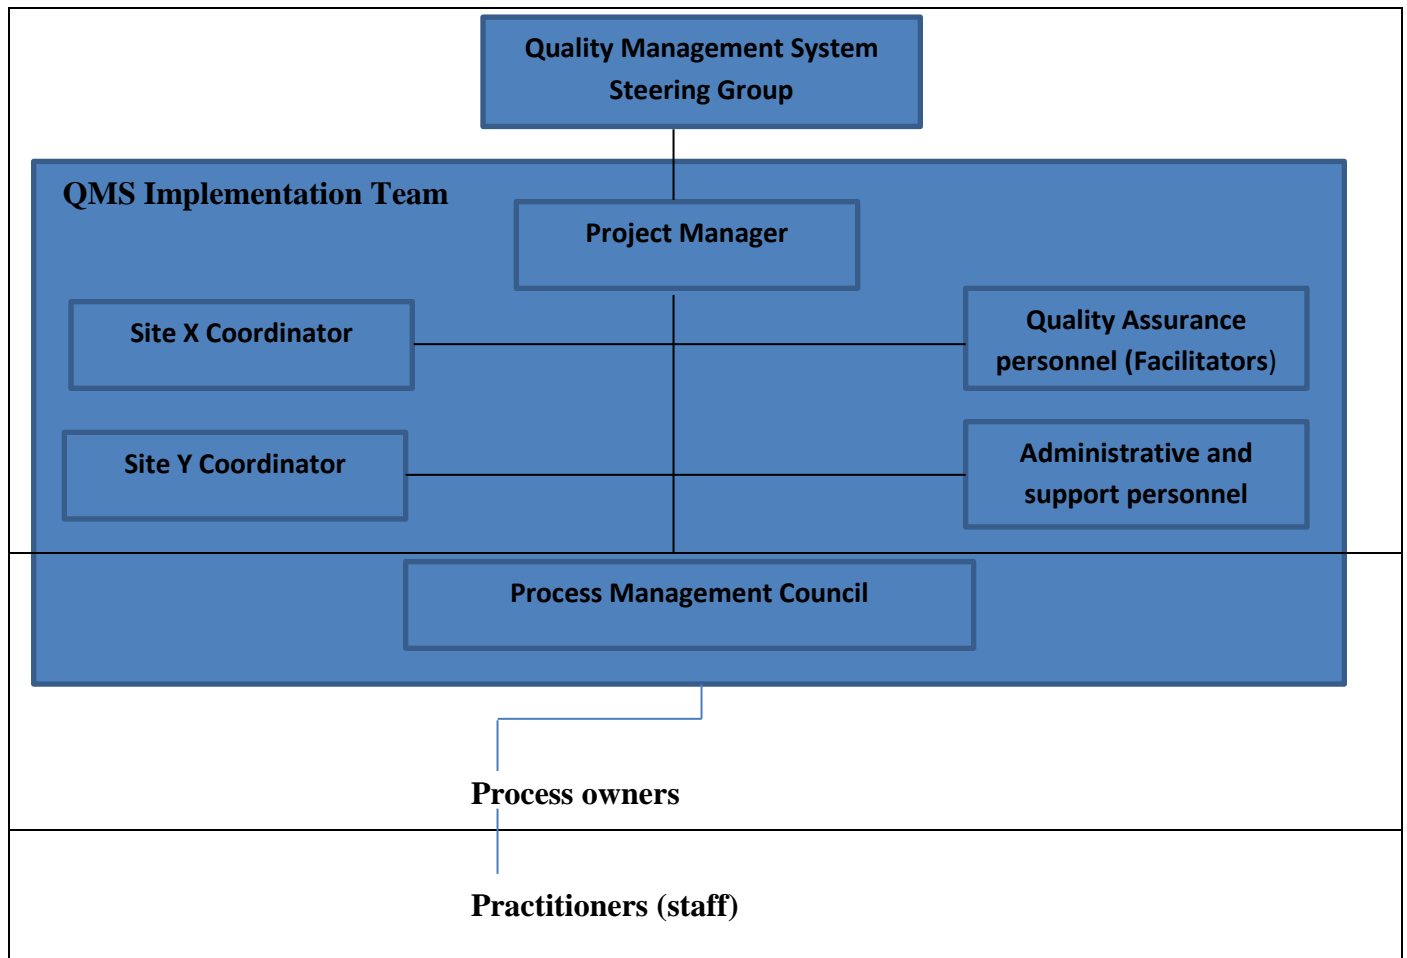 Quality Management System
Steering Group
QMS Implementation Team
Project Manager
Site X Coordinator
Quality Assurance
personnel (Facilitators)
Site Y Coordinator
Administrative and
support personnel
Process Management Council
Process owners
Practitioners (staff)